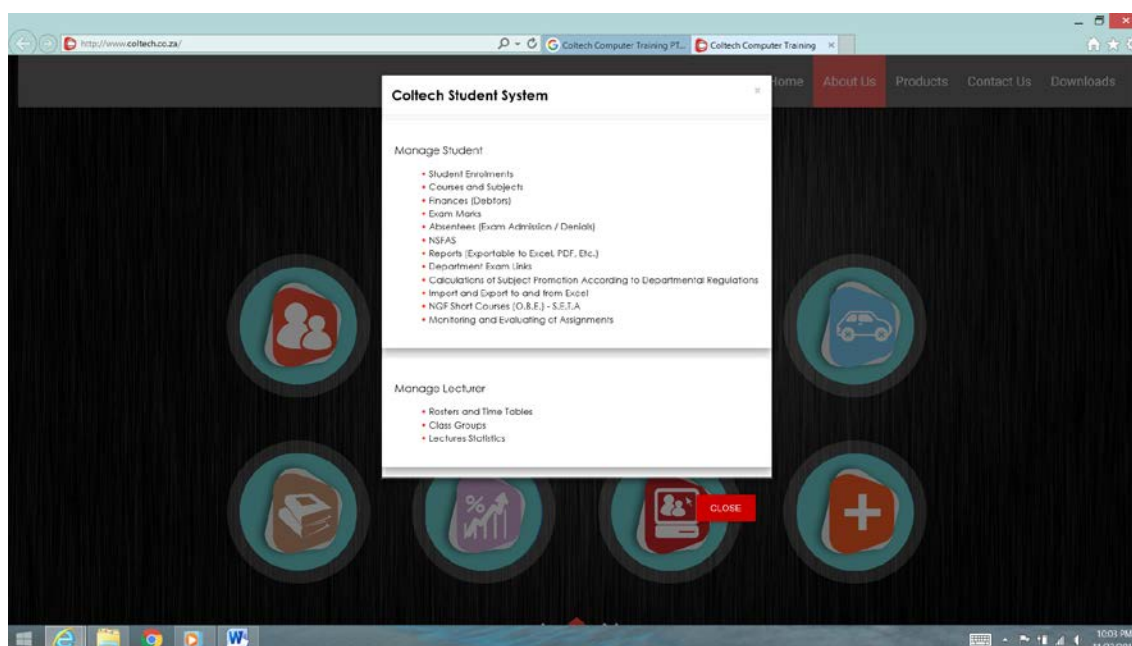 http://www.coltech.co.za/
Coltech Computer Training PT...
Coltech Computer Training
Home
About Us
Products
Contact Us
Downloads
Coltech Student System
Manage Student
Student Enrolments
Courses and Subjects
Finances (Debtors)
Exam Marks
Absentees (Exam Admission / Denials)
NSFAS
Reports (Exportable to Excel, PDF, Etc.)
Department Exam Links
Calculations of Subject Promotion According to Departmental Regulations
Import and Export to and from Excel
NGF Short Courses (O.B.E.) - S.E.T.A
Monitoring and Evaluating of Assignments
Manage Lecturer
Rosters and Time Tables
Class Groups
Lectures Statistics
%
CLOSE
10:03 PM